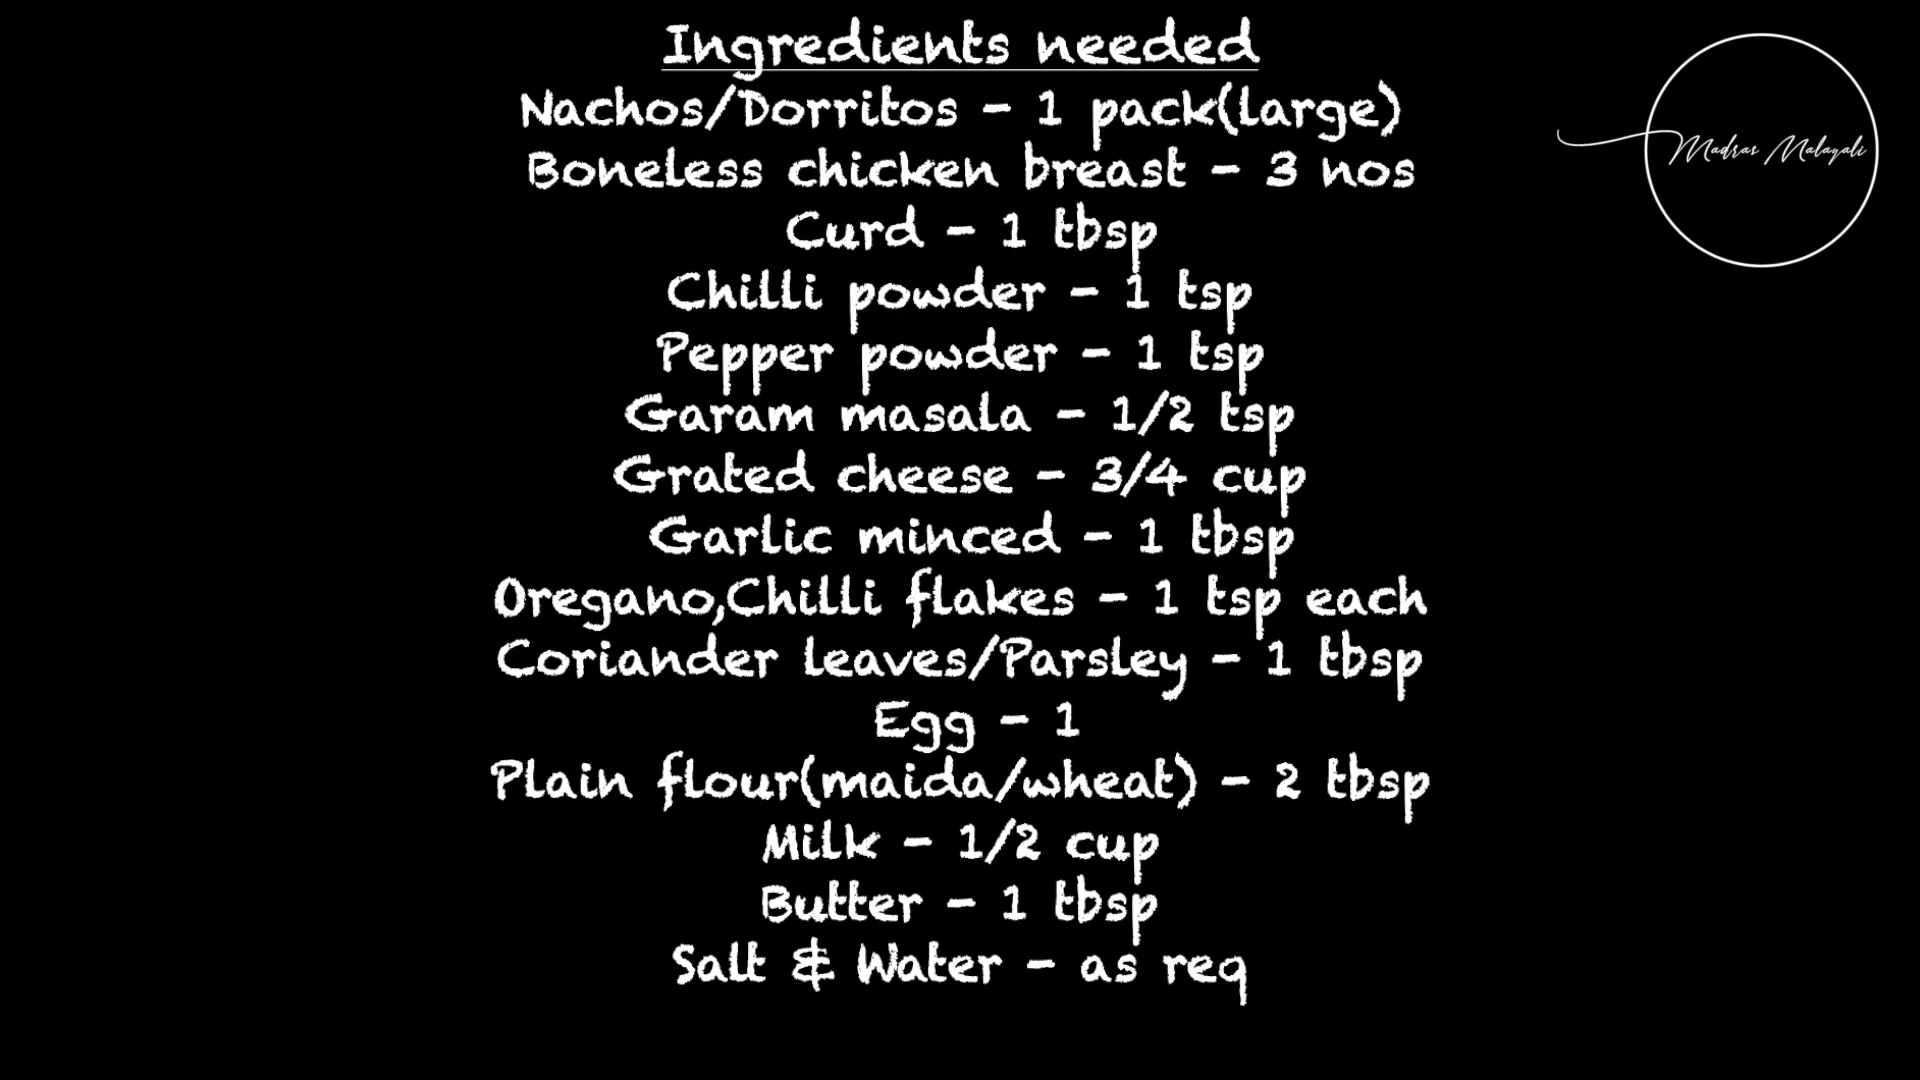 Ingredients needed
Nachos/Dorritos - 1 pack(large)
Madras Malayali
Boneless chicken breast - 3 nos
Curd - 1 tbsp
Chilli powder - 1 tsp
Pepper powder - 1 tsp
Garam masala - 1/2 tsp
Grated cheese - 3/4 cup
Garlic minced - 1 tbsp
Oregano,Chilli flakes - 1 tsp each
Coriander leaves/Parsley - 1 tbsp
Egg - 1
Plain flour(maida/wheat) - 2 tbsp
Milk - 1/2 cup
Butter - 1 tbsp
Salt & Water - as req